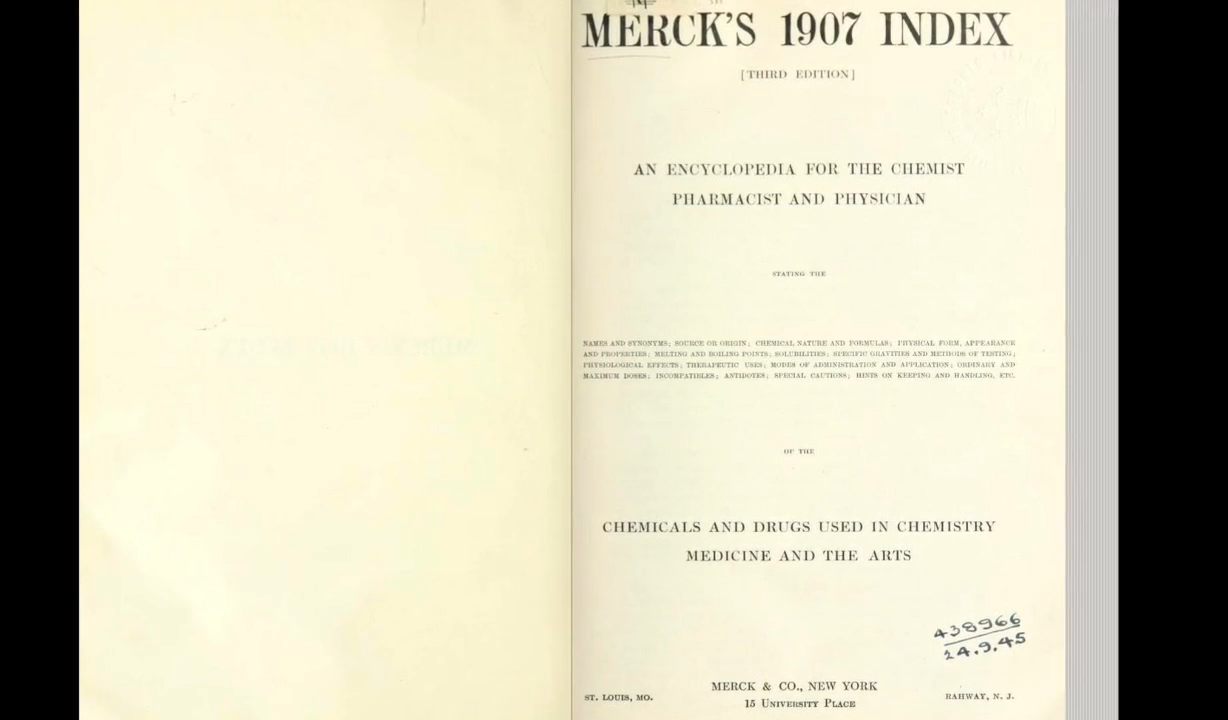 MERCK'S 1907 INDEX
[THIRD EDITION]
AN ENCYCLOPEDIA FOR THE CHEMIST
PHARMACIST AND PHYSICIAN
STATING THE
NAMES AND SYNONYMS; SOURCE OR ORIGIN; CHEMICAL NATURE AND FORMULAS; PHYSICAL FORM, APPEARANCE
AND PROPERTIES; MELTING AND BOILING POINTS; SOLUBILITIES; SPECIFIC GRAVITIES AND METHODS OF TESTING;
PHYSIOLOGICAL EFFECTS; THERAPEUTIC USES; MODES OF ADMINISTRATION AND APPLICATION; ORDINARY AND
MAXIMUM DOSES; INCOMPATIBLES; ANTIDOTES; SPECIAL CAUTIONS; HINTS ON KEEPING AND HANDLING, ETC.
OF THE
CHEMICALS AND DRUGS USED IN CHEMISTRY
MEDICINE AND THE ARTS
438966
24.9.45
MERCK & CO., NEW YORK
ST. LOUIS, MO. 15 UNIVERSITY PLACE RAHWAY, N. J.